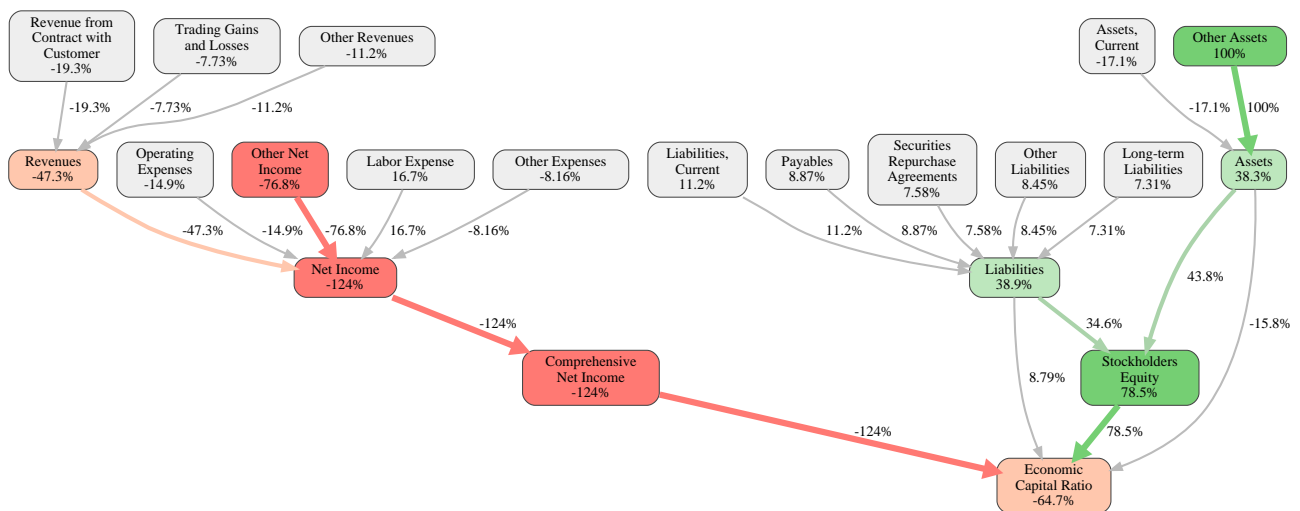 Revenue from
Contract with
Customer
-19.3%
Trading Gains
and Losses
-7.73%
Other Revenues
-11.2%
Assets,
Current
-17.1%
Other Assets
100%
-19.3%
-7.73%
-11.2%
-17.1%
100%
Revenues
-47.3%
Operating
Expenses
-14.9%
Other Net
Income
-76.8%
Labor Expense
16.7%
Other Expenses
-8.16%
Liabilities,
Current
11.2%
Payables
8.87%
Securities
Repurchase
Agreements
7.58%
Other
Liabilities
8.45%
Long-term
Liabilities
7.31%
Assets
38.3%
-47.3%
-14.9%
-76.8%
16.7%
-8.16%
11.2%
8.87%
7.58%
8.45%
7.31%
Net Income
-124%
Liabilities
38.9%
43.8%
-124%
34.6%
-15.8%
Comprehensive
Net Income
-124%
8.79%
Stockholders
Equity
78.5%
-124%
78.5%
Economic
Capital Ratio
-64.7%